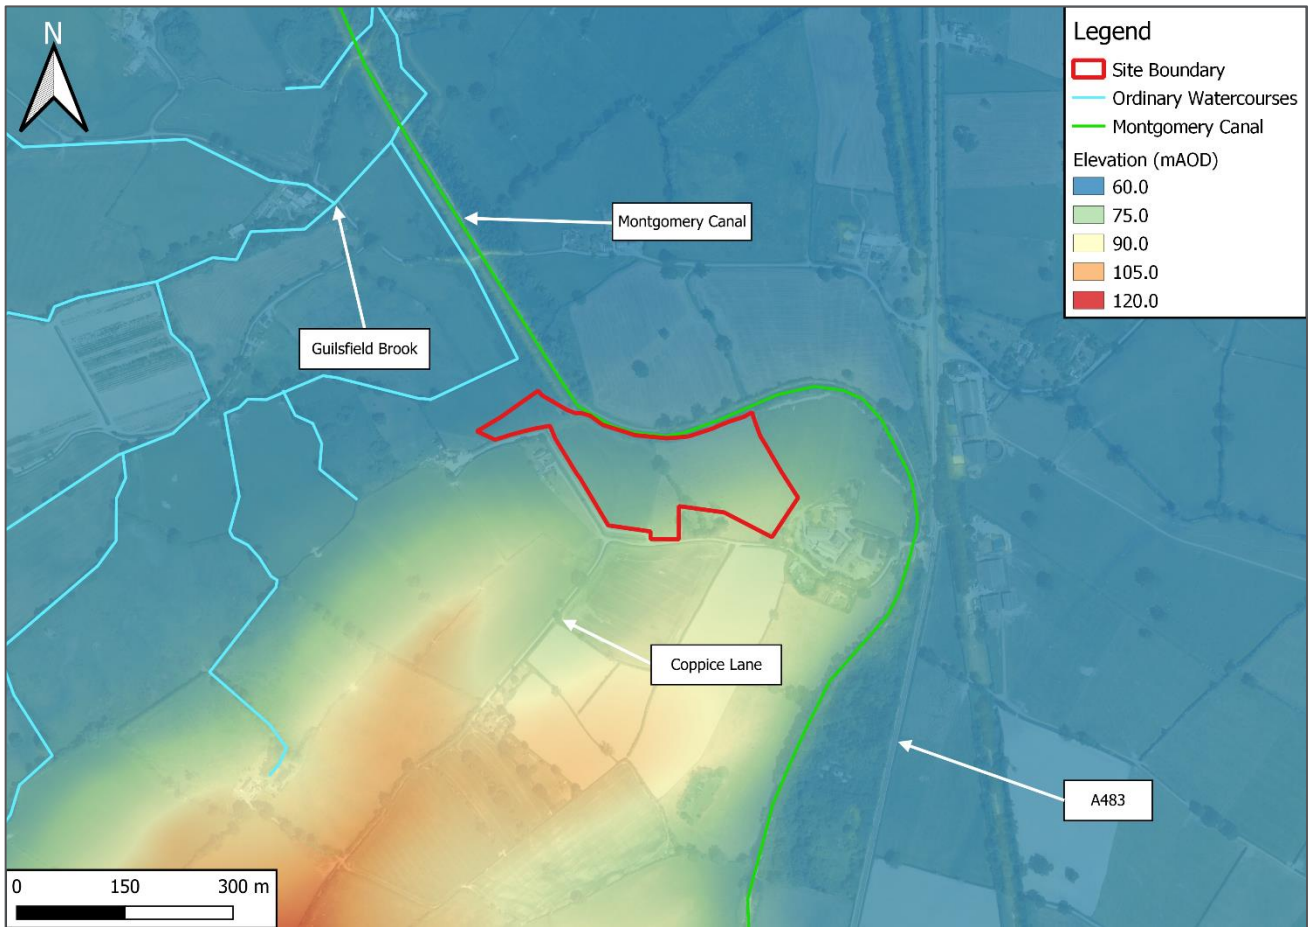 N
Legend
Site Boundary
Ordinary Watercourses
Montgomery Canal
Elevation (mAOD)
60.0
75.0
90.0
105.0
120.0
Montgomery Canal
Guilsfield Brook
Coppice Lane
A483
0 150 300 m